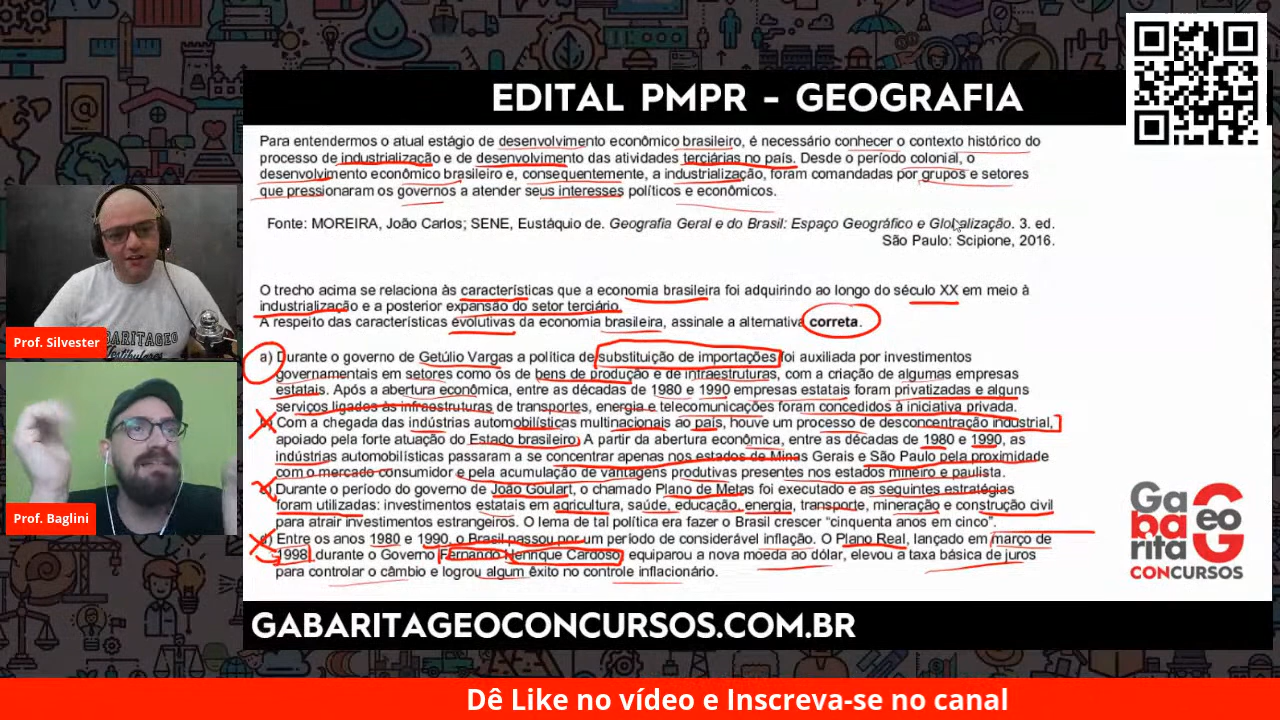 EDITAL PMPR - GEOGRAFIA
Para entendermos o atual estágio de desenvolvimento econômico brasileiro, é necessário conhecer o contexto histórico do
processo de industrialização e de desenvolvimento das atividades terciárias no país. Desde o período colonial, o
desenvolvimento econômico brasileiro e, consequentemente, a industrialização, foram comandadas por grupos e setores
que pressionaram os governos a atender seus interesses políticos e econômicos.
Fonte: MOREIRA, João Carlos; SENE, Eustáquio de. Geografia Geral e do Brasil: Espaço Geográfico e Globalização. 3. ed.
São Paulo: Scipione, 2016.
O trecho acima se relaciona às características que a economia brasileira foi adquirindo ao longo do século XX em meio à
industrialização e a posterior expansão do setor terciário.
A respeito das características evolutivas da economia brasileira, assinale a alternativa correta.
a) Durante o governo de Getúlio Vargas a política de substituição de importações foi auxiliada por investimentos
governamentais em setores como os de bens de produção e de infraestruturas, com a criação de algumas empresas
estatais. Após a abertura econômica, entre as décadas de 1980 e 1990 empresas estatais foram privatizadas e alguns
serviços ligados às infraestruturas de transportes, energia e telecomunicações foram concedidos à iniciativa privada.
b) Com a chegada das indústrias automobilísticas multinacionais ao país, houve um processo de desconcentração industrial,
apoiado pela forte atuação do Estado brasileiro. A partir da abertura econômica, entre as décadas de 1980 e 1990, as
indústrias automobilísticas passaram a se concentrar apenas nos estados de Minas Gerais e São Paulo pela proximidade
com o mercado consumidor e pela acumulação de vantagens produtivas presentes nos estados mineiro e paulista.
c) Durante o período do governo de João Goulart, o chamado Plano de Metas foi executado e as seguintes estratégias
foram utilizadas: investimentos estatais em agricultura, saúde, educação, energia, transporte, mineração e construção civil
para atrair investimentos estrangeiros. O lema de tal política era fazer o Brasil crescer “cinquenta anos em cinco”.
d) Entre os anos 1980 e 1990, o Brasil passou por um período de considerável inflação. O Plano Real, lançado em março de
1998, durante o Governo Fernando Henrique Cardoso, equiparou a nova moeda ao dólar, elevou a taxa básica de juros
para controlar o câmbio e logrou algum êxito no controle inflacionário.
Prof. Silvester
Prof. Baglini
Gabarita Geo
CONCURSOS
GABARITAGEOCONCURSOS.COM.BR
Dê Like no vídeo e Inscreva-se no canal